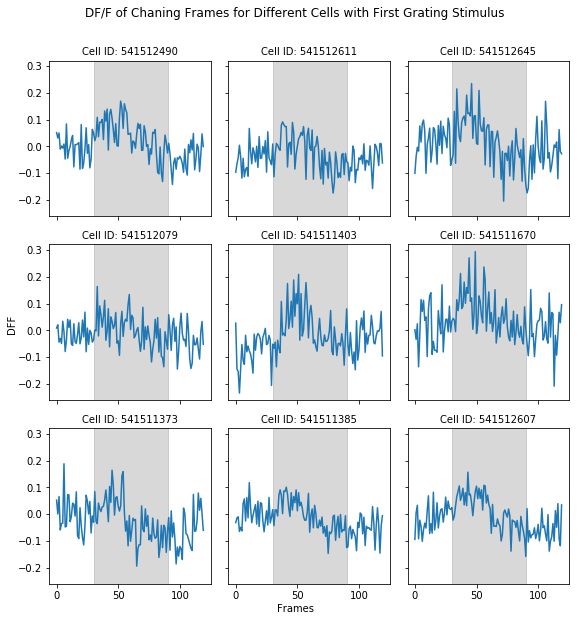 DF/F of Chaning Frames for Different Cells with First Grating Stimulus
Cell ID: 541512490
Cell ID: 541512611
Cell ID: 541512645
0.3
0.2
0.1
0.0
−0.1
−0.2
Cell ID: 541512079
Cell ID: 541511403
Cell ID: 541511670
0.3
0.2
0.1
0.0
−0.1
−0.2
DFF
Cell ID: 541511373
Cell ID: 541511385
Cell ID: 541512607
0.3
0.2
0.1
0.0
−0.1
−0.2
0 50 100
0 50 100
0 50 100
Frames